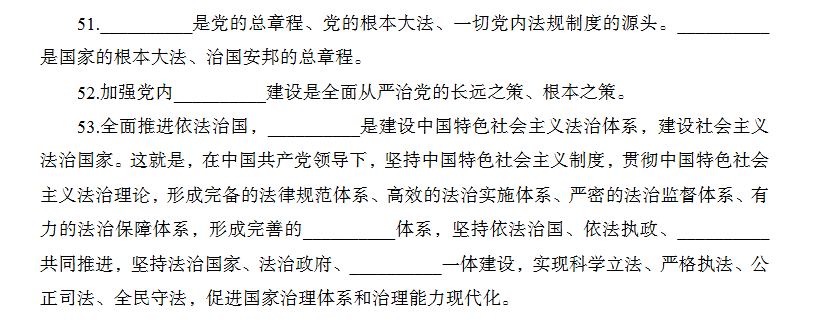 51.__________是党的总章程、党的根本大法、一切党内法规制度的源头。__________
是国家的根本大法、治国安邦的总章程。
52.加强党内__________建设是全面从严治党的长远之策、根本之策。
53.全面推进依法治国，__________是建设中国特色社会主义法治体系，建设社会主义
法治国家。这就是，在中国共产党领导下，坚持中国特色社会主义制度，贯彻中国特色社会
主义法治理论，形成完备的法律规范体系、高效的法治实施体系、严密的法治监督体系、有
力的法治保障体系，形成完善的__________体系，坚持依法治国、依法执政、__________
共同推进，坚持法治国家、法治政府、__________一体建设，实现科学立法、严格执法、公
正司法、全民守法，促进国家治理体系和治理能力现代化。